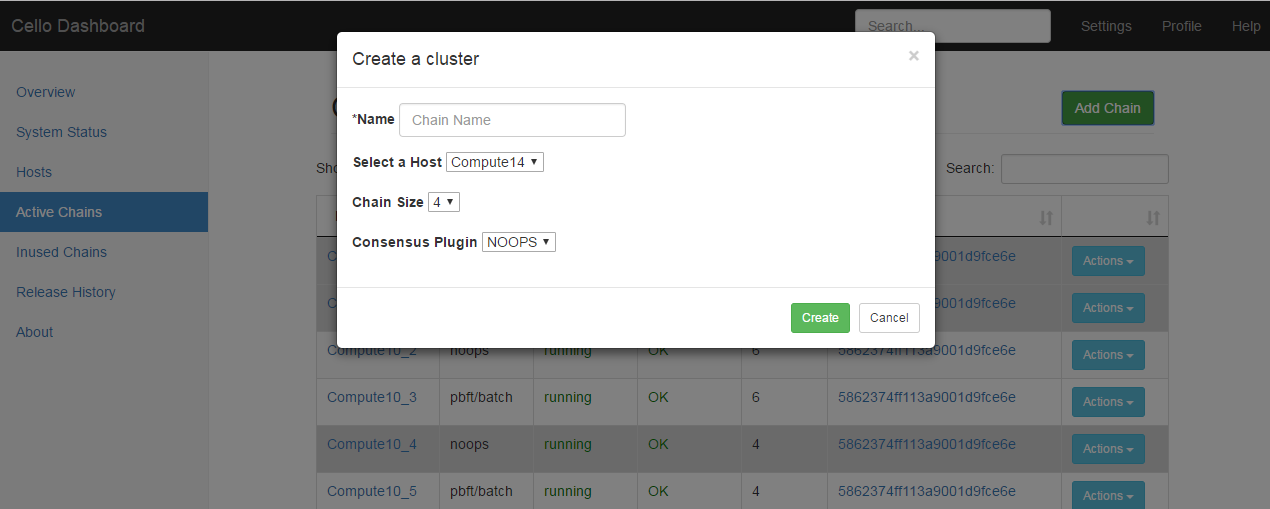 Cello Dashboard
Search...
Settings
Profile
Help
Create a cluster
×
Overview
System Status
Hosts
Active Chains
Inused Chains
Release History
About
Add Chain
*Name
Chain Name
Search:
Select a Host Compute14
Chain Size 4
Consensus Plugin NOOPS
Create
Cancel
9001d9fce6e Actions
Actions
Compute10_2 noops running OK 6 5862374ff113a9001d9fce6e Actions
Compute10_3 pbft/batch running OK 6 5862374ff113a9001d9fce6e Actions
Compute10_4 noops running OK 4 5862374ff113a9001d9fce6e Actions
Compute10_5 pbft/batch running OK 4 5862374ff113a9001d9fce6e Actions